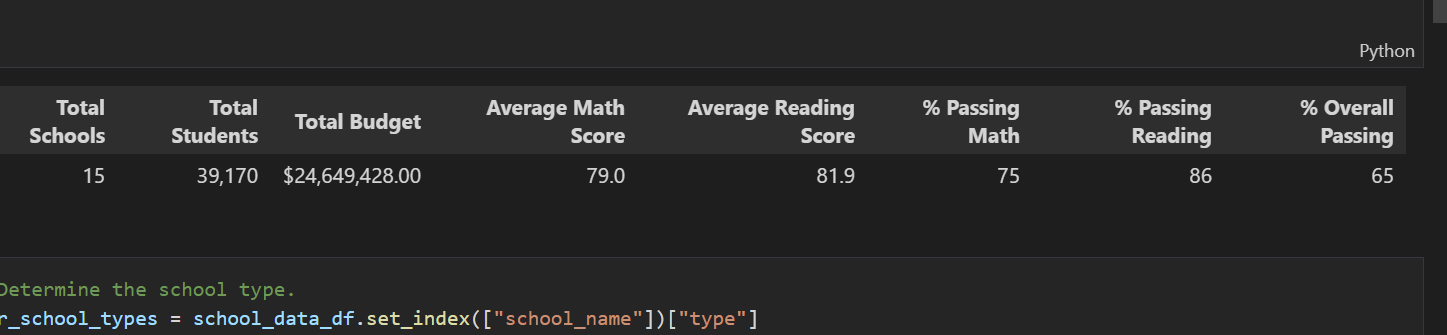 Python
Total Schools Total Students Total Budget Average Math Score Average Reading Score % Passing Math % Passing Reading % Overall Passing
15 39,170 $24,649,428.00 79.0 81.9 75 86 65
Determine the school type.
r_school_types = school_data_df.set_index(["school_name"])["type"]